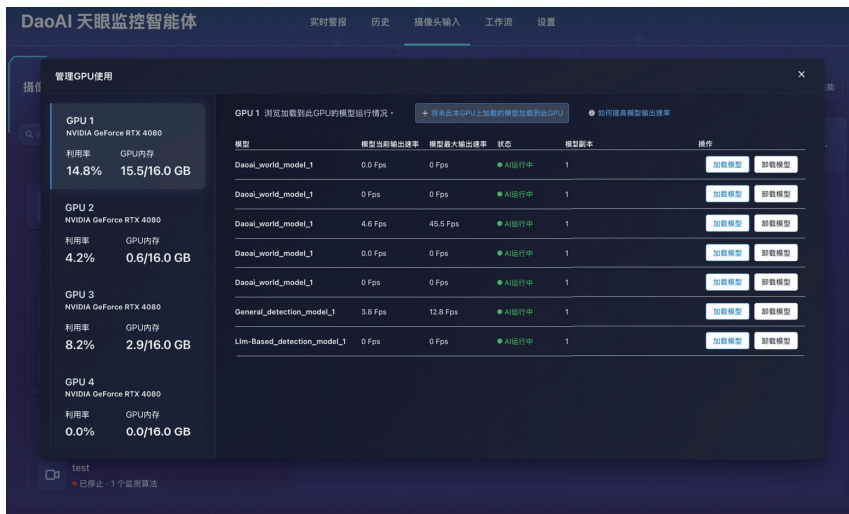 DaoAI 天眼监控智能体
实时警报 历史 摄像头输入 工作流 设置
管理GPU使用
GPU 1
NVIDIA GeForce RTX 4080
利用率 GPU内存
14.8% 15.5/16.0 GB
GPU 2
NVIDIA GeForce RTX 4080
利用率 GPU内存
4.2% 0.6/16.0 GB
GPU 3
NVIDIA GeForce RTX 4080
利用率 GPU内存
8.2% 2.9/16.0 GB
GPU 4
NVIDIA GeForce RTX 4080
利用率 GPU内存
0.0% 0.0/16.0 GB
GPU 1 浏览加载到此GPU的模型运行情况。 + 将未此本GPU上加载的模型加载到此GPU 如何提高模型输出速率
模型 模型当前输出速率 模型最大输出速率 状态 模型副本 操作
Daoai_world_model_1 0.0 Fps 0 Fps AI运行中 1 加载模型 卸载模型
Daoai_world_model_1 0 Fps 0 Fps AI运行中 1 加载模型 卸载模型
Daoai_world_model_1 4.6 Fps 45.5 Fps AI运行中 1 加载模型 卸载模型
Daoai_world_model_1 0.0 Fps 0 Fps AI运行中 1 加载模型 卸载模型
Daoai_world_model_1 0 Fps 0 Fps AI运行中 1 加载模型 卸载模型
General_detection_model_1 3.8 Fps 12.8 Fps AI运行中 1 加载模型 卸载模型
Llm-Based_detection_model_1 0 Fps 0 Fps AI运行中 1 加载模型 卸载模型
test
已停止 · 1个监测算法